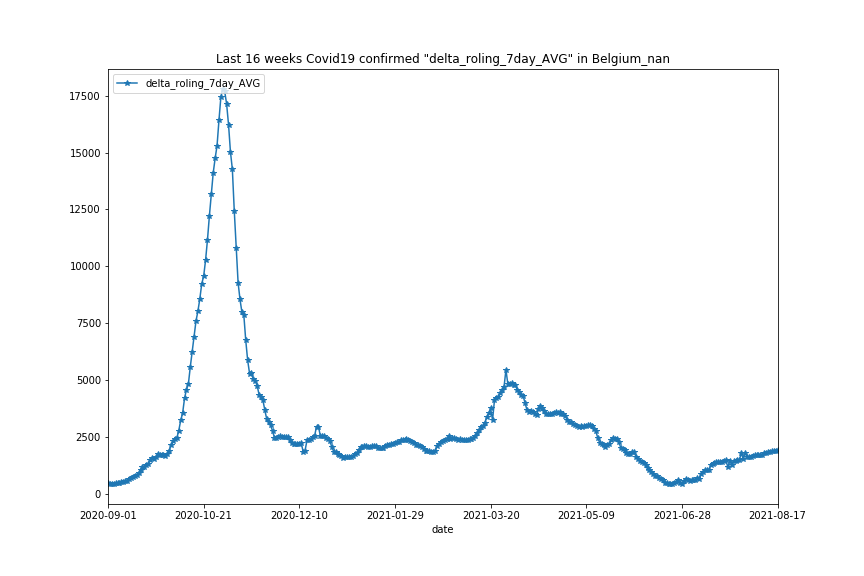 Last 16 weeks Covid19 confirmed "delta_roling_7day_AVG" in Belgium_nan
delta_roling_7day_AVG
17500
15000
12500
10000
7500
5000
2500
0
2020-09-01 2020-10-21 2020-12-10 2021-01-29 2021-03-20 2021-05-09 2021-06-28 2021-08-17
date